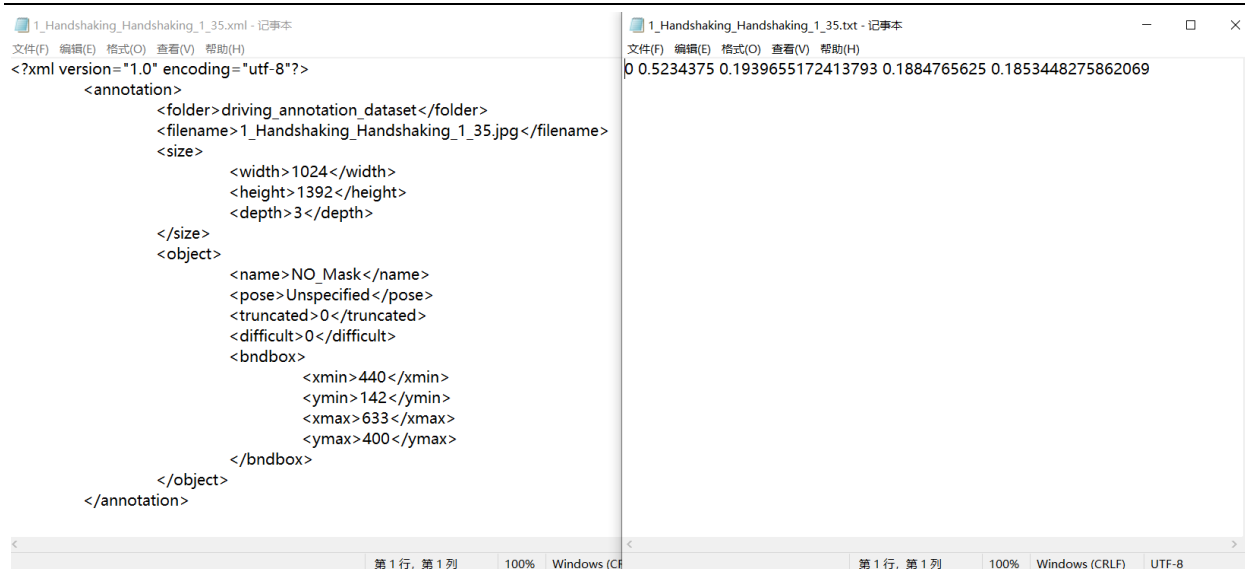 1_Handshaking_Handshaking_1_35.xml - 记事本
文件(F) 编辑(E) 格式(O) 查看(V) 帮助(H)
<?xml version="1.0" encoding="utf-8"?>
<annotation>
<folder>driving_annotation_dataset</folder>
<filename>1_Handshaking_Handshaking_1_35.jpg</filename>
<size>
<width>1024</width>
<height>1392</height>
<depth>3</depth>
</size>
<object>
<name>NO_Mask</name>
<pose>Unspecified</pose>
<truncated>0</truncated>
<difficult>0</difficult>
<bndbox>
<xmin>440</xmin>
<ymin>142</ymin>
<xmax>633</xmax>
<ymax>400</ymax>
</bndbox>
</object>
</annotation>
第 1 行，第 1 列 100% Windows (CF
1_Handshaking_Handshaking_1_35.txt - 记事本
文件(F) 编辑(E) 格式(O) 查看(V) 帮助(H)
0 0.5234375 0.1939655172413793 0.1884765625 0.1853448275862069
第 1 行，第 1 列 100% Windows (CRLF) UTF-8